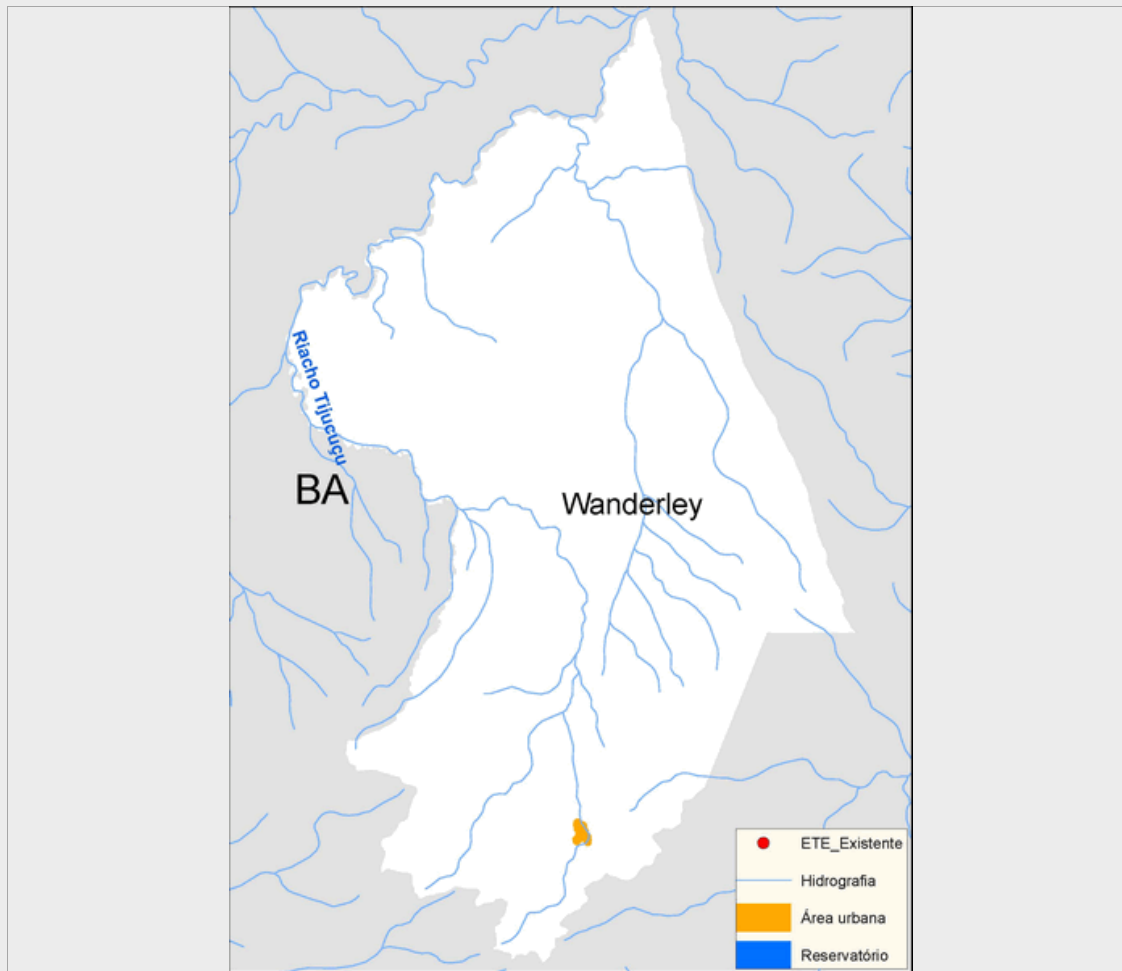 Riacho Tijucuçu
BA
Wanderley
ETE_Existente
Hidrografia
Área urbana
Reservatório